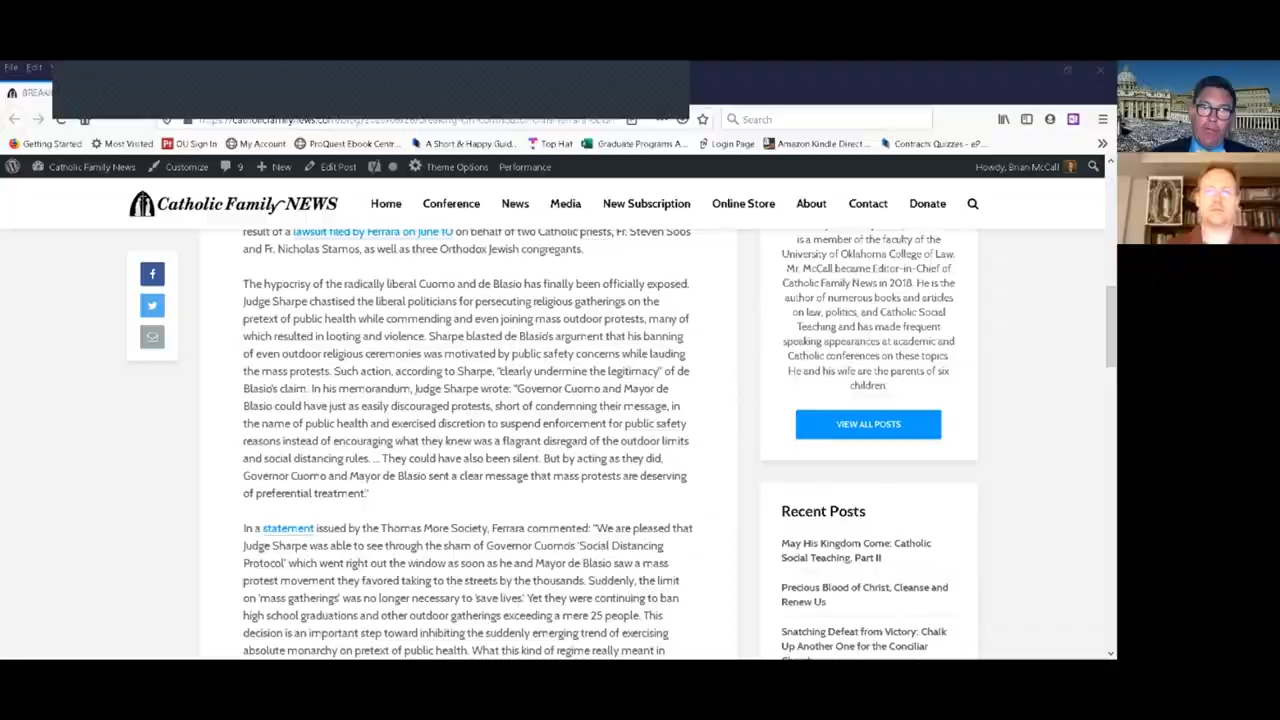 File Edit
BREAKI
Search
Getting Started Most Visited OU Sign In My Account ProQuest Ebook Centr... A Short & Happy Guid... Top Hat Graduate Programs A... Login Page Amazon Kindle Direct ... Contracts Quizzes - eP...
Catholic Family News Customize 9 New Edit Post Theme Options Performance Howdy, Brian McCall
Catholic Family NEWS Home Conference News Media New Subscription Online Store About Contact Donate
result of a lawsuit filed by Ferrara on June 10 on behalf of two Catholic priests, Fr. Steven Soos
and Fr. Nicholas Stamos, as well as three Orthodox Jewish congregants.
The hypocrisy of the radically liberal Cuomo and de Blasio has finally been officially exposed.
Judge Sharpe chastised the liberal politicians for persecuting religious gatherings on the
pretext of public health while commending and even joining mass outdoor protests, many of
which resulted in looting and violence. Sharpe blasted de Blasio's argument that his banning
of even outdoor religious ceremonies was motivated by public safety concerns while lauding
the mass protests. Such action, according to Sharpe, "clearly undermine the legitimacy" of de
Blasio's claim. In his memorandum, Judge Sharpe wrote: "Governor Cuomo and Mayor de
Blasio could have just as easily discouraged protests, short of condemning their message, in
the name of public health and exercised discretion to suspend enforcement for public safety
reasons instead of encouraging what they knew was a flagrant disregard of the outdoor limits
and social distancing rules. ... They could have also been silent. But by acting as they did,
Governor Cuomo and Mayor de Blasio sent a clear message that mass protests are deserving
of preferential treatment."
In a statement issued by the Thomas More Society, Ferrara commented: "We are pleased that
Judge Sharpe was able to see through the sham of Governor Cuomo's 'Social Distancing
Protocol' which went right out the window as soon as he and Mayor de Blasio saw a mass
protest movement they favored taking to the streets by the thousands. Suddenly, the limit
on 'mass gatherings' was no longer necessary to 'save lives.' Yet they were continuing to ban
high school graduations and other outdoor gatherings exceeding a mere 25 people. This
decision is an important step toward inhibiting the suddenly emerging trend of exercising
absolute monarchy on pretext of public health. What this kind of regime really meant in
is a member of the faculty of the
University of Oklahoma College of Law.
Mr. McCall became Editor-in-Chief of
Catholic Family News in 2018. He is the
author of numerous books and articles
on law, politics, and Catholic Social
Teaching and has made frequent
speaking appearances at academic and
Catholic conferences on these topics.
He and his wife are the parents of six
children.
VIEW ALL POSTS
Recent Posts
May His Kingdom Come: Catholic
Social Teaching, Part II
Precious Blood of Christ, Cleanse and
Renew Us
Snatching Defeat from Victory: Chalk
Up Another One for the Conciliar